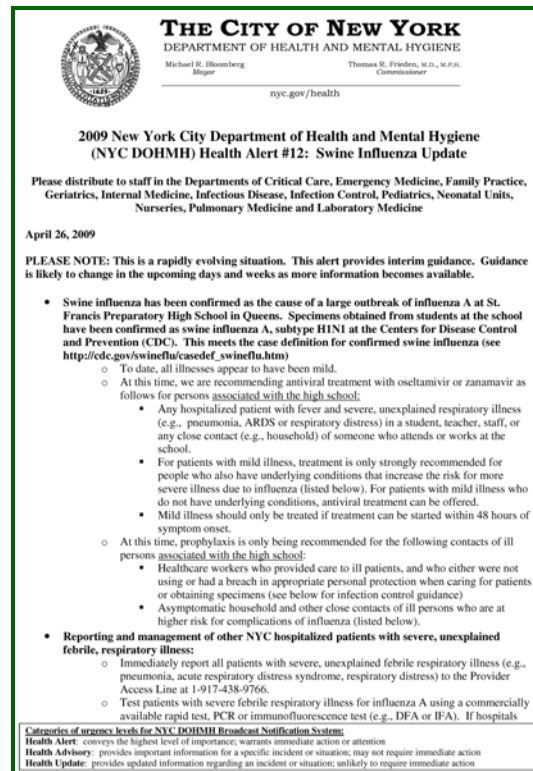 THE CITY OF NEW YORK
DEPARTMENT OF HEALTH AND MENTAL HYGIENE
Michael R. Bloomberg Thomas R. Frieden, M.D., M.P.H.
Mayor Commissioner
nyc.gov/health
2009 New York City Department of Health and Mental Hygiene
(NYC DOHMH) Health Alert #12: Swine Influenza Update
Please distribute to staff in the Departments of Critical Care, Emergency Medicine, Family Practice,
Geriatrics, Internal Medicine, Infectious Disease, Infection Control, Pediatrics, Neonatal Units,
Nurseries, Pulmonary Medicine and Laboratory Medicine
April 26, 2009
PLEASE NOTE: This is a rapidly evolving situation. This alert provides interim guidance. Guidance
is likely to change in the upcoming days and weeks as more information becomes available.
• Swine influenza has been confirmed as the cause of a large outbreak of influenza A at St.
Francis Preparatory High School in Queens. Specimens obtained from students at the school
have been confirmed as swine influenza A, subtype H1N1 at the Centers for Disease Control
and Prevention (CDC). This meets the case definition for confirmed swine influenza (see
http://cdc.gov/swineflu/casedef_swineflu.htm)
o To date, all illnesses appear to have been mild.
o At this time, we are recommending antiviral treatment with oseltamivir or zanamavir as
follows for persons associated with the high school:
▪ Any hospitalized patient with fever and severe, unexplained respiratory illness
(e.g., pneumonia, ARDS or respiratory distress) in a student, teacher, staff, or
any close contact (e.g., household) of someone who attends or works at the
school.
▪ For patients with mild illness, treatment is only strongly recommended for
people who also have underlying conditions that increase the risk for more
severe illness due to influenza (listed below). For patients with mild illness who
do not have underlying conditions, antiviral treatment can be offered.
▪ Mild illness should only be treated if treatment can be started within 48 hours of
symptom onset.
o At this time, prophylaxis is only being recommended for the following contacts of ill
persons associated with the high school:
▪ Healthcare workers who provided care to ill patients, and who either were not
using or had a breach in appropriate personal protection when caring for patients
or obtaining specimens (see below for infection control guidance)
▪ Asymptomatic household and other close contacts of ill persons who are at
higher risk for complications of influenza (listed below).
• Reporting and management of other NYC hospitalized patients with severe, unexplained
febrile, respiratory illness:
o Immediately report all patients with severe, unexplained febrile respiratory illness (e.g.,
pneumonia, acute respiratory distress syndrome, respiratory distress) to the Provider
Access Line at 1-917-438-9766.
o Test patients with severe febrile respiratory illness for influenza A using a commercially
available rapid test, PCR or immunofluorescence test (e.g., DFA or IFA). If hospitals
Categories of urgency levels for NYC DOHMH Broadcast Notification System:
Health Alert: conveys the highest level of importance; warrants immediate action or attention
Health Advisory: provides important information for a specific incident or situation; may not require immediate action
Health Update: provides updated information regarding an incident or situation; unlikely to require immediate action